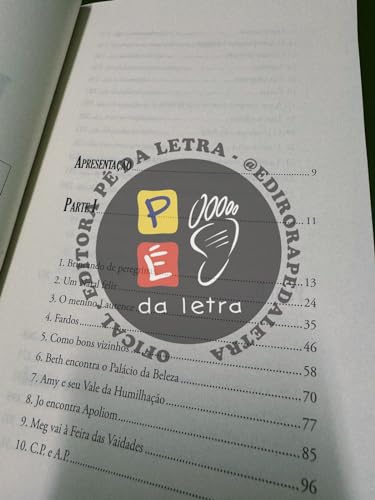 APRESENTAÇÃO 9
PARTE I 11
1. Brincando de 13
2. Um Natal feliz 24
3. O menino Laurence 35
4. Fardos 46
5. Como bons vizinhos 58
6. Beth encontra o Palácio da Beleza 70
7. Amy e seu Vale da Humilhação 77
8. Jo encontra Apoliom 85
9. Meg vai à Feira das Vaidades 96
10. C.P. e A.P.
OFICAL EDITORA PÉ DA LETRA - @EDIRORAPEDALETRA
P
É
da letra